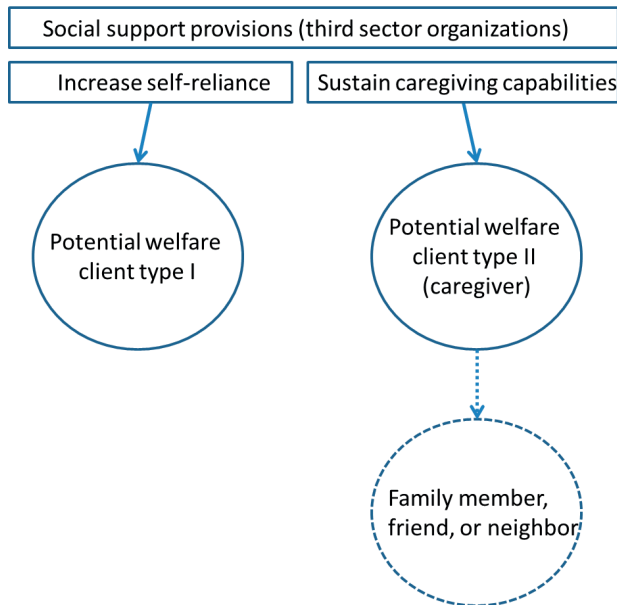 Social support provisions (third sector organizations)
Increase self-reliance
Sustain caregiving capabilities
Potential welfare
client type I
Potential welfare
client type II
(caregiver)
Family member,
friend, or neighbor